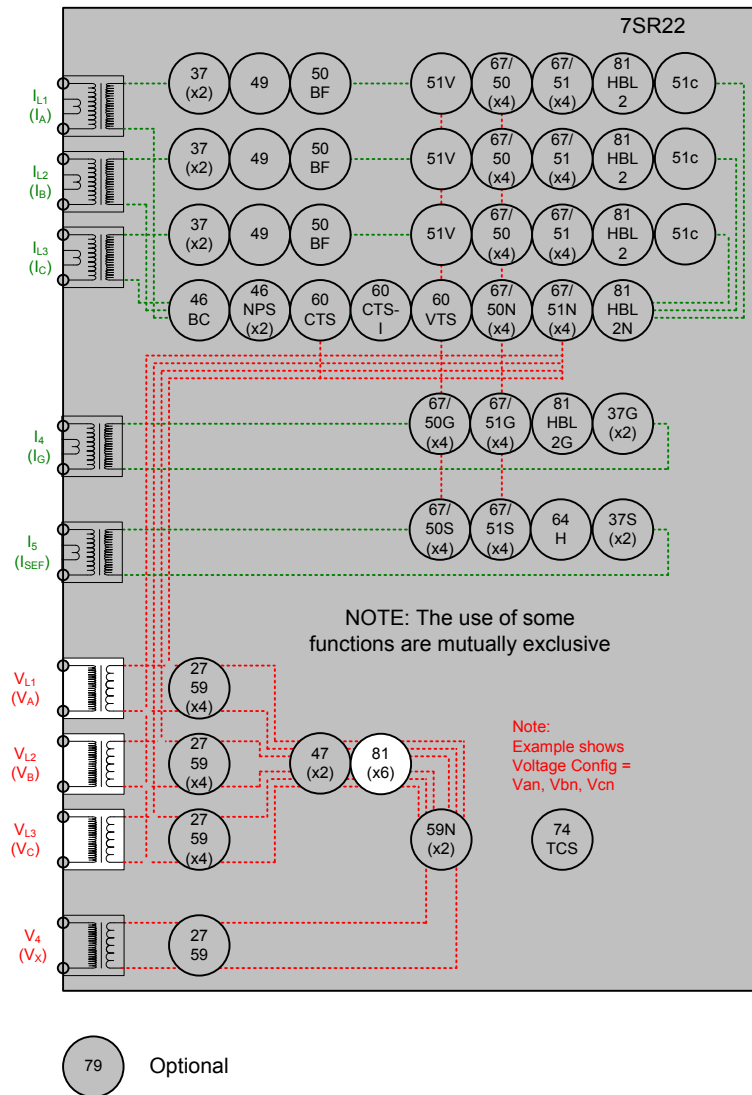 7SR22
IL1
(IA)
37
(x2)
49
50
BF
51V
67/
50
(x4)
67/
51
(x4)
81
HBL
2
51c
IL2
(IB)
37
(x2)
49
50
BF
51V
67/
50
(x4)
67/
51
(x4)
81
HBL
2
51c
IL3
(IC)
37
(x2)
49
50
BF
51V
67/
50
(x4)
67/
51
(x4)
81
HBL
2
51c
46
BC
46
NPS
(x2)
60
CTS
60
CTS-
I
60
VTS
67/
50N
(x4)
67/
51N
(x4)
81
HBL
2N
I4
(IG)
67/
50G
(x4)
67/
51G
(x4)
81
HBL
2G
37G
(x2)
I5
(ISEF)
67/
50S
(x4)
67/
51S
(x4)
64
H
37S
(x2)
NOTE: The use of some
functions are mutually exclusive
VL1
(VA)
27
59
(x4)
VL2
(VB)
27
59
(x4)
47
(x2)
81
(x6)
Note:
Example shows
Voltage Config =
Van, Vbn, Vcn
VL3
(VC)
27
59
(x4)
59N
(x2)
74
TCS
V4
(VX)
27
59
79
Optional